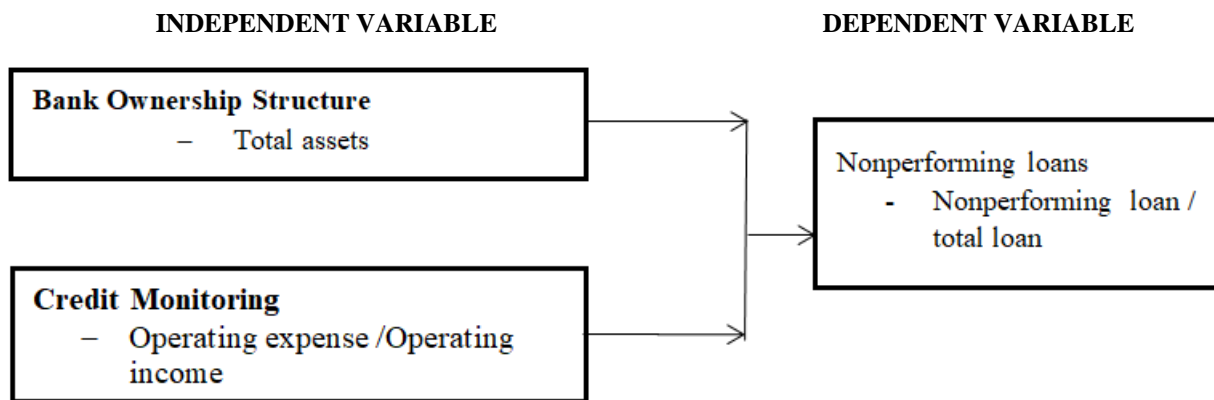 INDEPENDENT VARIABLE
DEPENDENT VARIABLE
Bank Ownership Structure
– Total assets
Nonperforming loans
- Nonperforming loan /
total loan
Credit Monitoring
– Operating expense /Operating
income